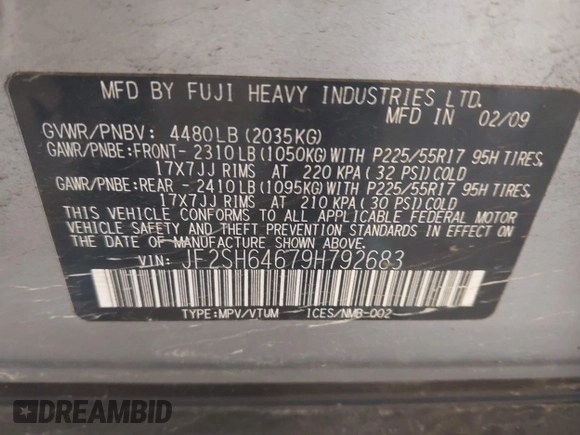 MFD BY FUJI HEAVY INDUSTRIES LTD.
MFD IN 02/09
GVWR/PNBV: 4480LB(2035KG)
GAWR/PNBE:FRONT- 2310LB(1050KG)WITH P225/55R17 95H TIRES,
17X7JJ RIMS AT 220 KPA(32 PSI)COLD
GAWR/PNBE:REAR -2410LB(1095KG)WITH P225/55R17 95H TIRES,
17X7JJ RIMS AT 210 KPA(30 PSI)COLD
THIS VEHICLE CONFORMS TO ALL APPLICABLE FEDERAL MOTOR
VEHICLE SAFETY AND THEFT PREVENTION STANDARDS IN EFFECT
ON THE DATE OF MANUFACTURE SHOWN ABOVE.
VIN: JF2SH64679H792683
TYPE:MPV/VTUM ICES/NMB-002
DREAMBID